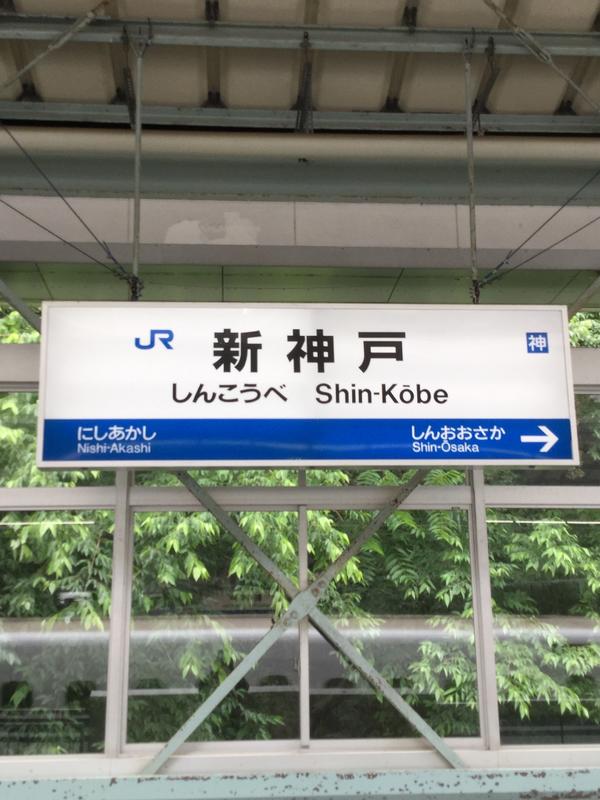 JR
新神戸
神
しんこうべ Shin-Kōbe
にしあかし
Nishi-Akashi
しんおおさか
Shin-Ōsaka